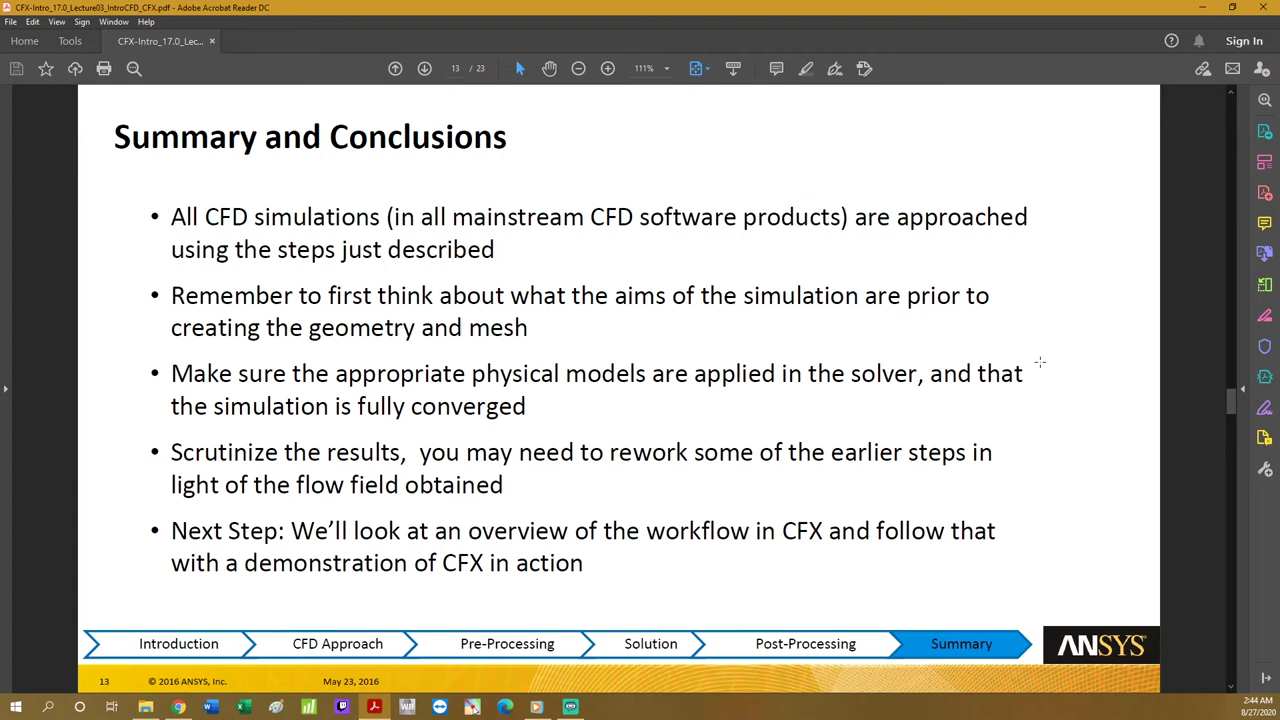 CFX-Intro_17.0_Lecture03_IntroCFD_CFX.pdf - Adobe Acrobat Reader DC
File Edit View Sign Window Help
Home Tools CFX-Intro_17.0_Lec... × Sign In
13 / 23 111%
Summary and Conclusions
• All CFD simulations (in all mainstream CFD software products) are approached
using the steps just described
• Remember to first think about what the aims of the simulation are prior to
creating the geometry and mesh
• Make sure the appropriate physical models are applied in the solver, and that
the simulation is fully converged
• Scrutinize the results, you may need to rework some of the earlier steps in
light of the flow field obtained
• Next Step: We’ll look at an overview of the workflow in CFX and follow that
with a demonstration of CFX in action
Introduction CFD Approach Pre-Processing Solution Post-Processing Summary ANSYS
13 © 2016 ANSYS, Inc. May 23, 2016
2:44 AM
8/27/2020